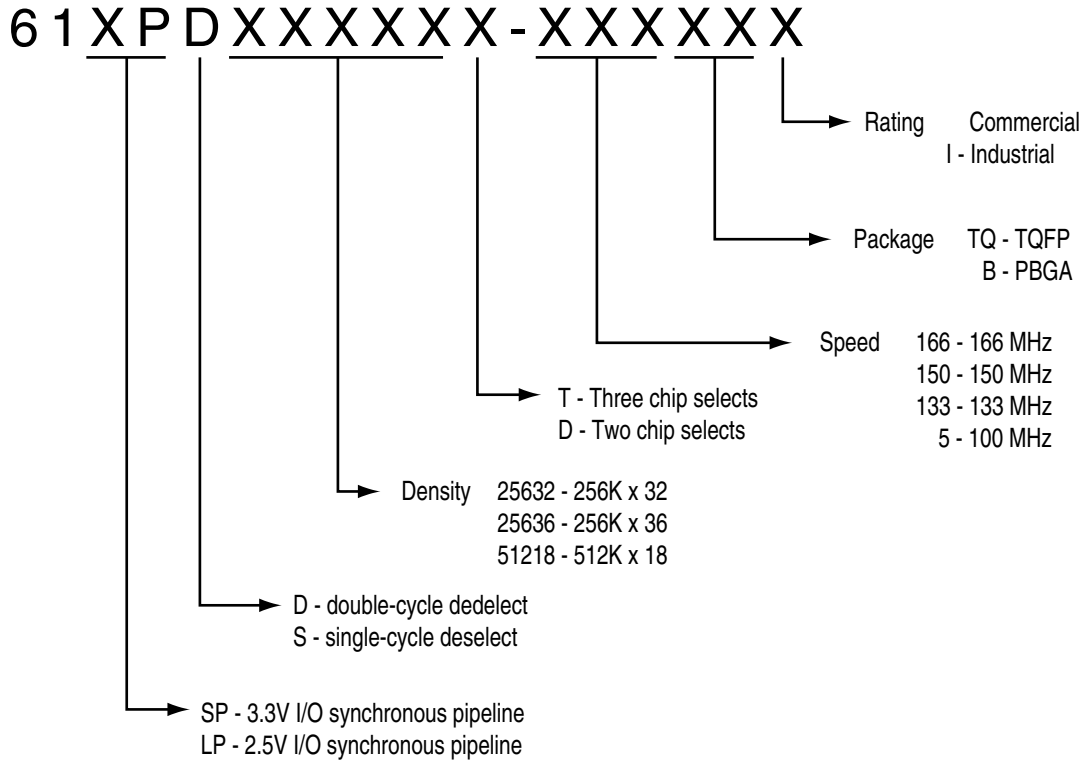 61XPDXXXXXXX-XXXXXX
Rating Commercial
I - Industrial
Package TQ - TQFP
B - PBGA
Speed 166 - 166 MHz
150 - 150 MHz
133 - 133 MHz
5 - 100 MHz
T - Three chip selects
D - Two chip selects
Density 25632 - 256K x 32
25636 - 256K x 36
51218 - 512K x 18
D - double-cycle dedelect
S - single-cycle deselect
SP - 3.3V I/O synchronous pipeline
LP - 2.5V I/O synchronous pipeline